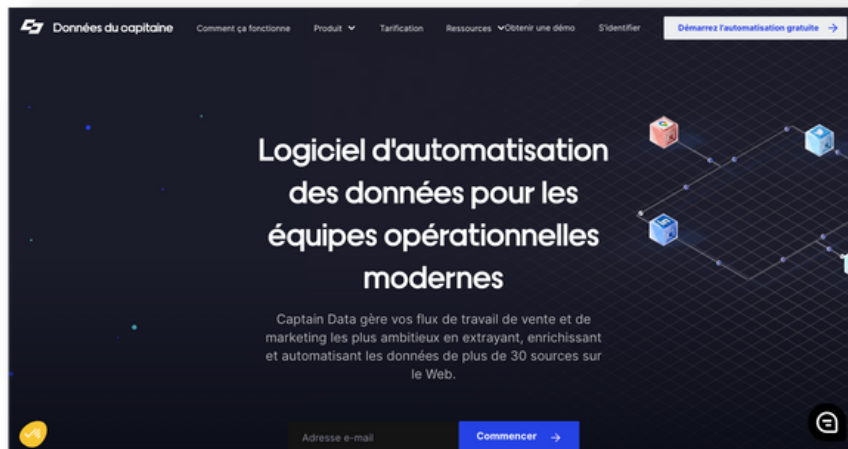 Données du capitaine
Comment ça fonctionne
Produit
Tarification
Ressources
Obtenir une démo
S'identifier
Démarrez l'automatisation gratuite
Logiciel d'automatisation
des données pour les
équipes opérationnelles
modernes
Captain Data gère vos flux de travail de vente et de
marketing les plus ambitieux en extrayant, enrichissant
et automatisant les données de plus de 30 sources sur
le Web.
Adresse e-mail
Commencer